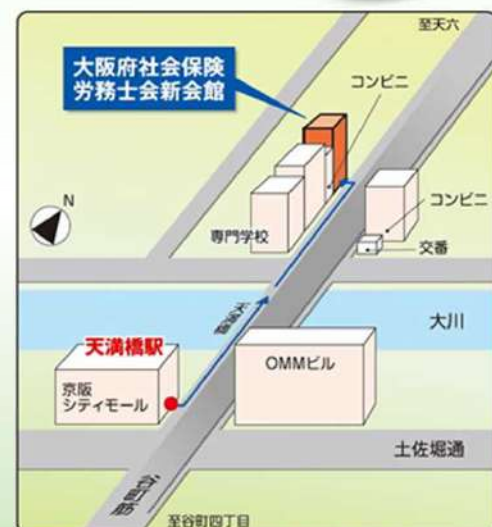 至天六
大阪府社会保険
労務士会新会館
コンビニ
N
コンビニ
専門学校
交番
天満橋
大川
天満橋駅
OMMビル
京阪
シティモール
土佐堀通
谷町筋
至谷町四丁目